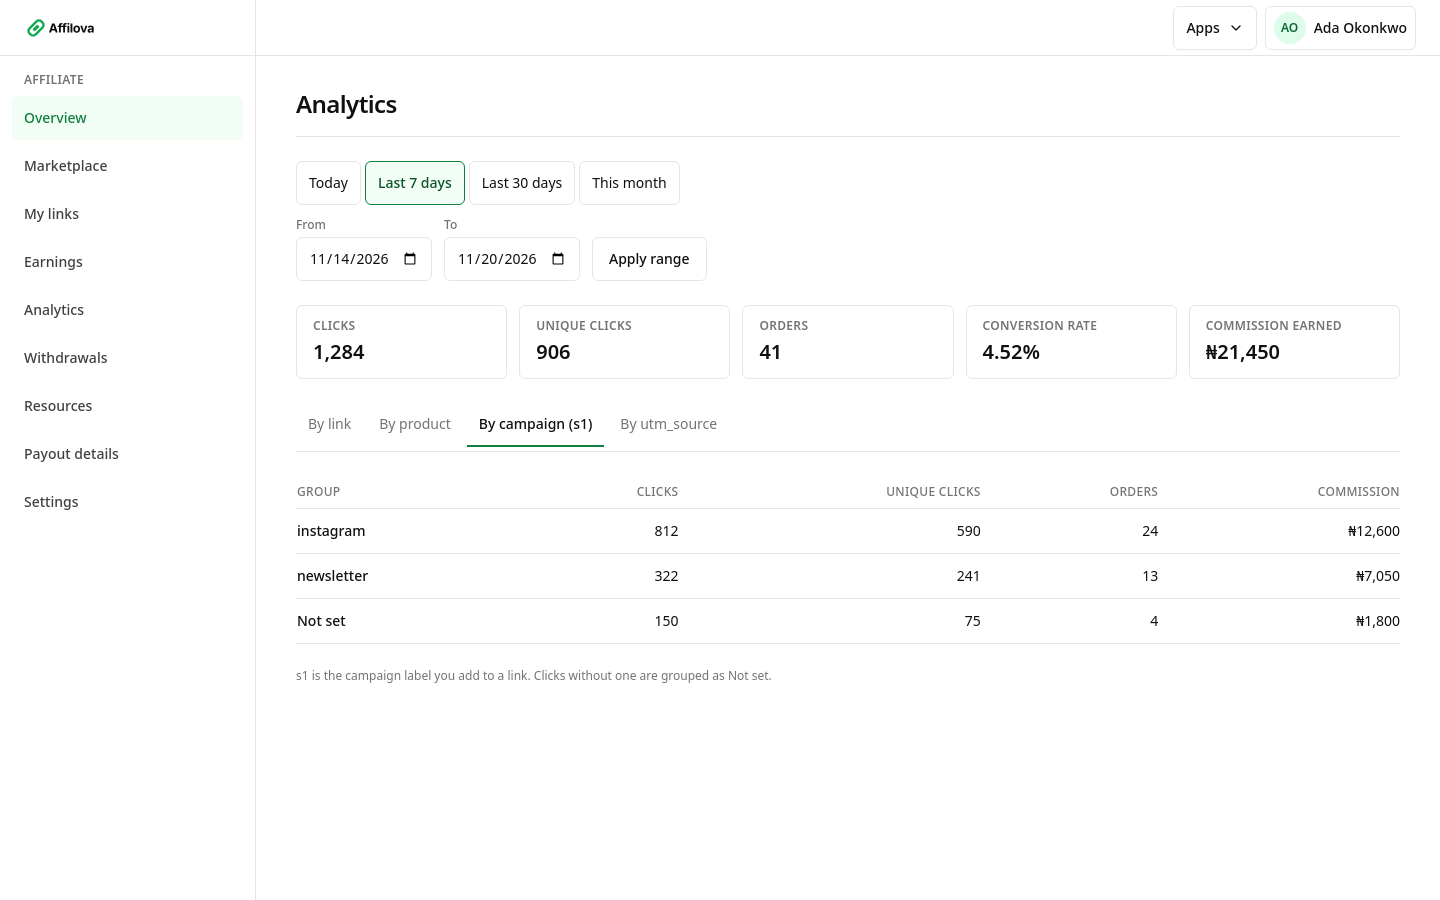 Affilova
Apps
AO
Ada Okonkwo
AFFILIATE
Overview
Marketplace
My links
Earnings
Analytics
Withdrawals
Resources
Payout details
Settings
Analytics
Today
Last 7 days
Last 30 days
This month
From
To
11/14/2026
11/20/2026
Apply range
CLICKS
1,284
UNIQUE CLICKS
906
ORDERS
41
CONVERSION RATE
4.52%
COMMISSION EARNED
₦21,450
By link
By product
By campaign (s1)
By utm_source
GROUP CLICKS UNIQUE CLICKS ORDERS COMMISSION
instagram 812 590 24 ₦12,600
newsletter 322 241 13 ₦7,050
Not set 150 75 4 ₦1,800
s1 is the campaign label you add to a link. Clicks without one are grouped as Not set.